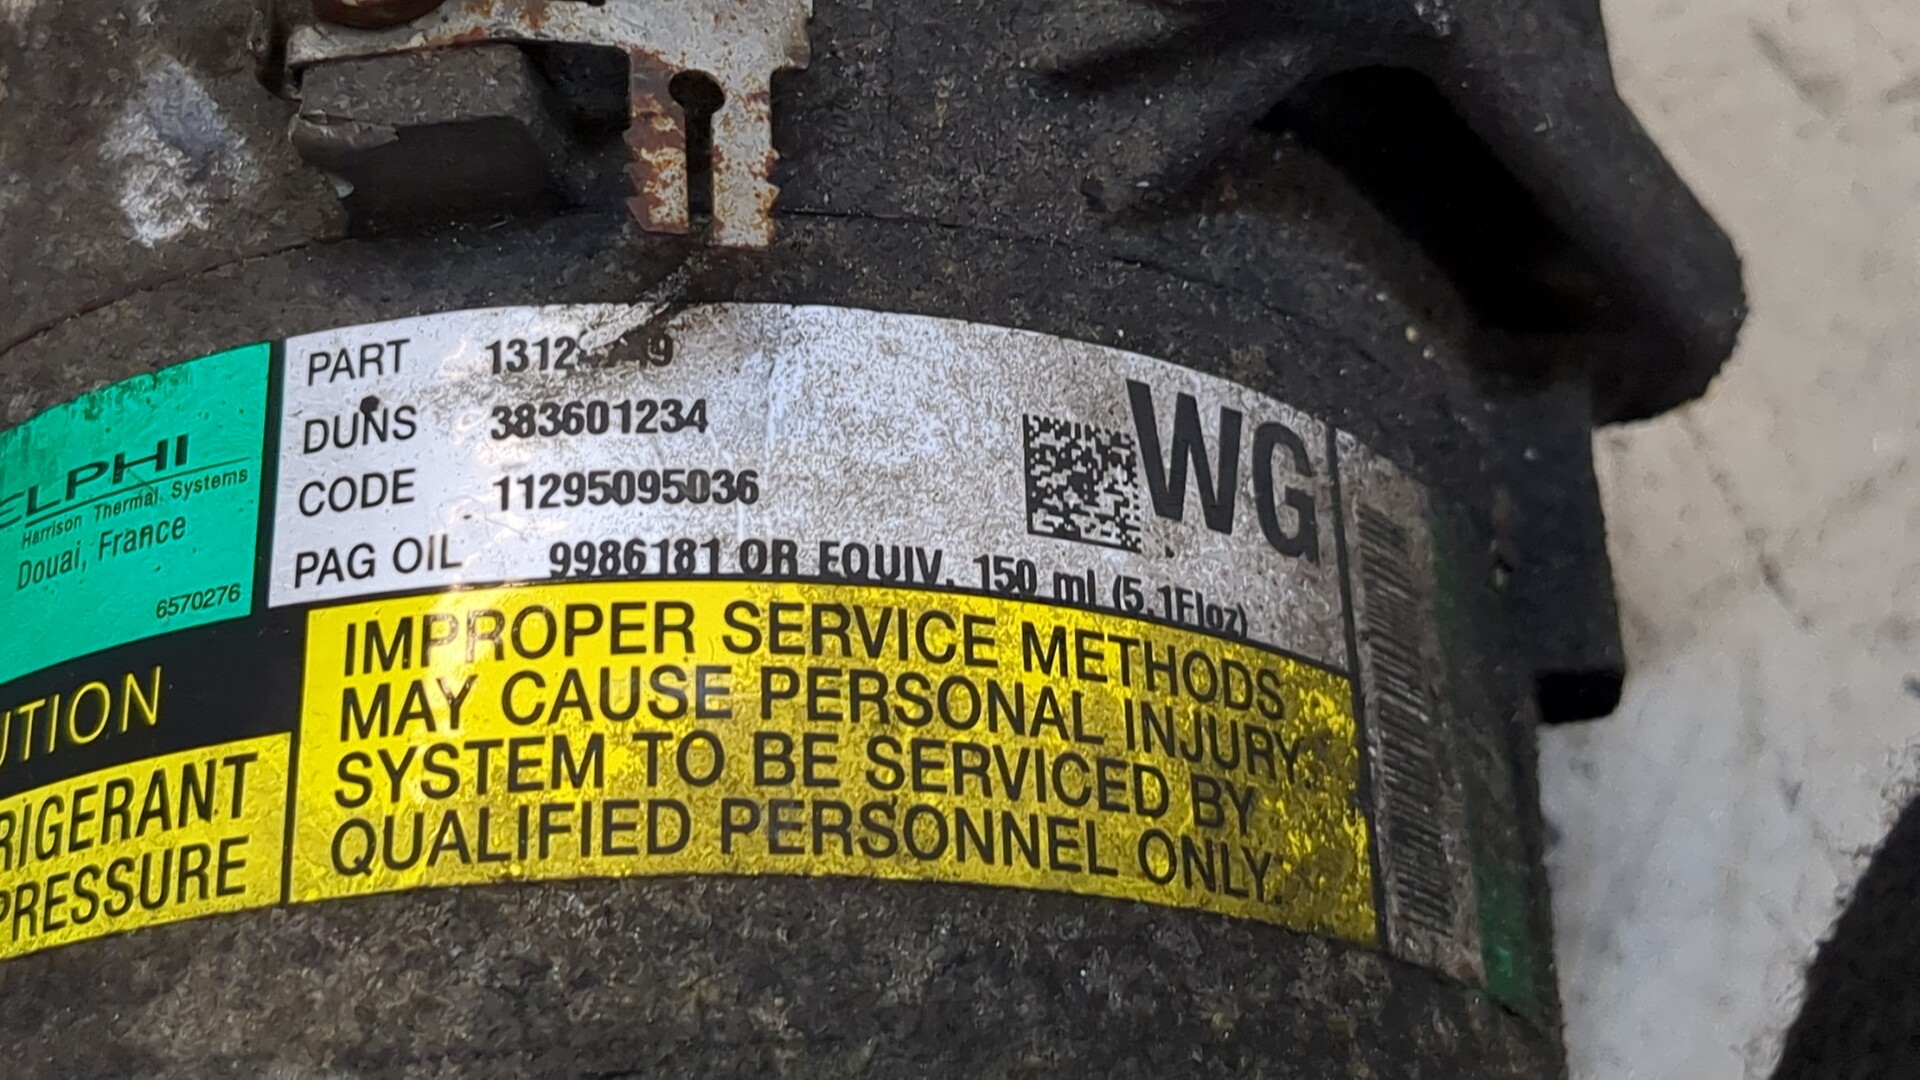 ELPHI
Harrison Thermal Systems
Douai, France
6570276
UTION
RIGERANT
PRESSURE
PART
DUNS 383601234
CODE 11295095036
PAG OIL 9986181 OR EQUIV. 150 ml (5.1Floz)
WG
IMPROPER SERVICE METHODS
MAY CAUSE PERSONAL INJURY.
SYSTEM TO BE SERVICED BY
QUALIFIED PERSONNEL ONLY.